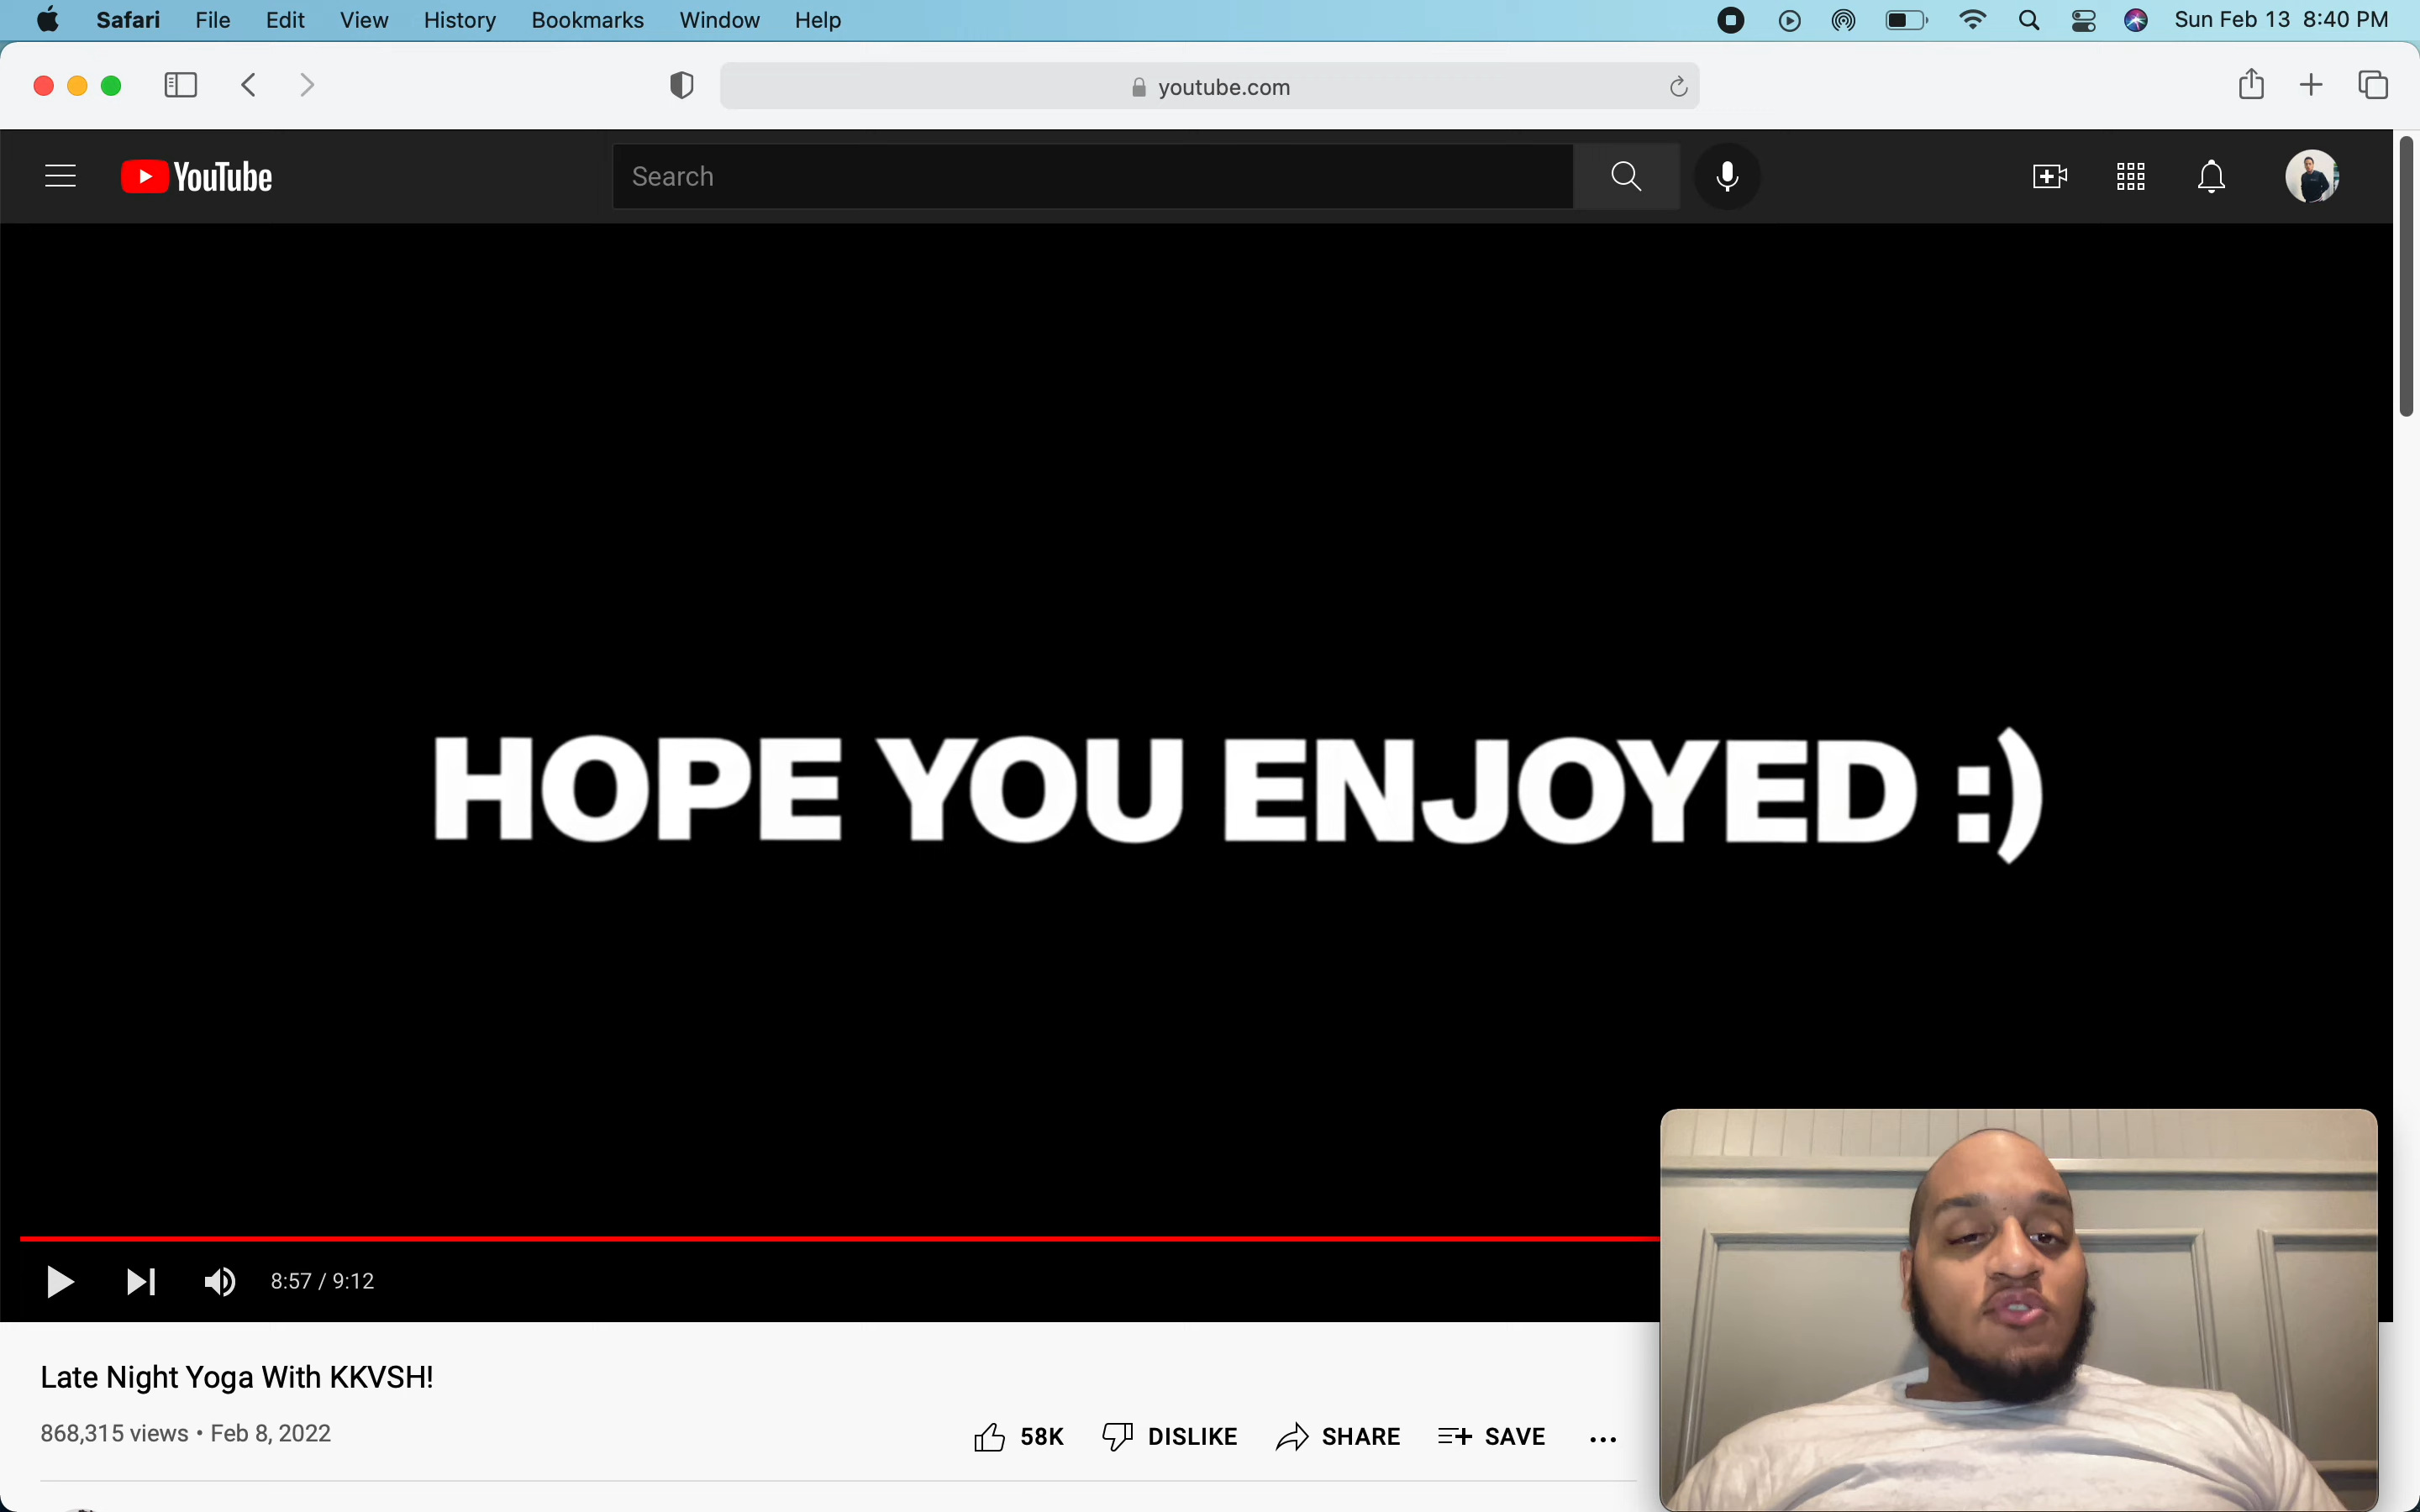 Safari File Edit View History Bookmarks Window Help Sun Feb 13 8:40 PM
youtube.com
YouTube Search
HOPE YOU ENJOYED :)
8:57 / 9:12
Late Night Yoga With KKVSH!
868,315 views • Feb 8, 2022 58K DISLIKE SHARE SAVE